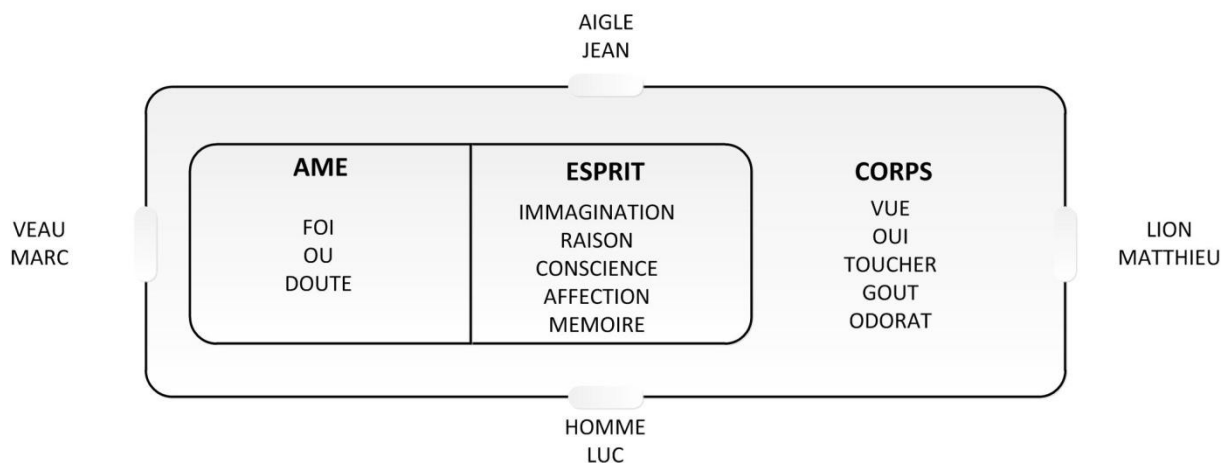 AIGLE
JEAN
AME
FOI
OU
DOUTE
ESPRIT
IMMAGINATION
RAISON
CONSCIENCE
AFFECTION
MEMOIRE
CORPS
VUE
OUI
TOUCHER
GOUT
ODORAT
VEAU
MARC
LION
MATTHIEU
HOMME
LUC